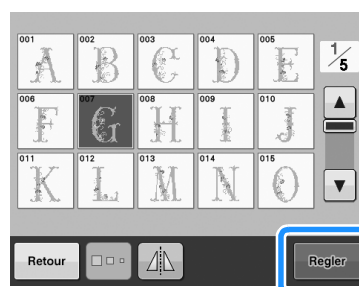 001 002 003 004 005
A B C D E
1/5
006 007 008 009 010
F G H I J
011 012 013 014 015
K L M N O
Retour Regler